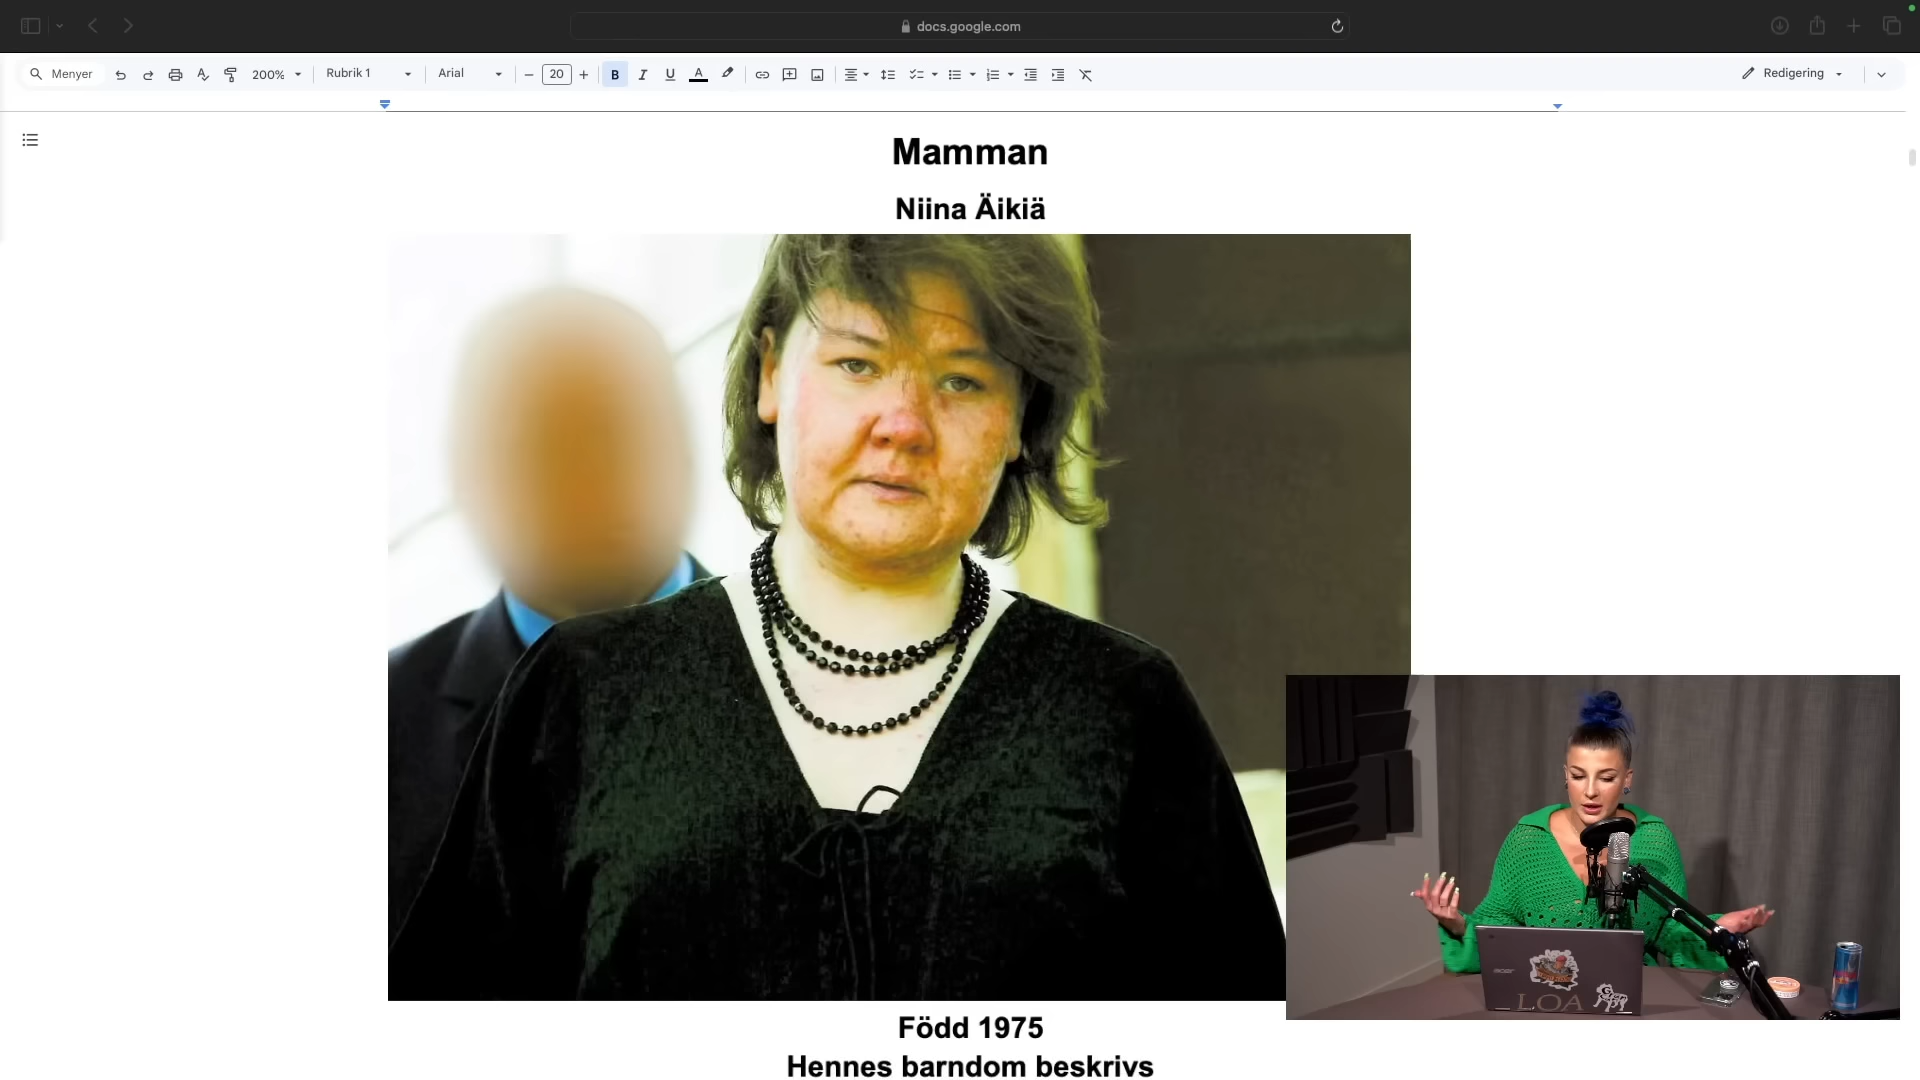 docs.google.com
Menyer
200%
Rubrik 1
Arial
20
B
I
U
A
Redigering
Mamman
Niina Äikiä
Född 1975
Hennes barndom beskrivs
acer
LOA